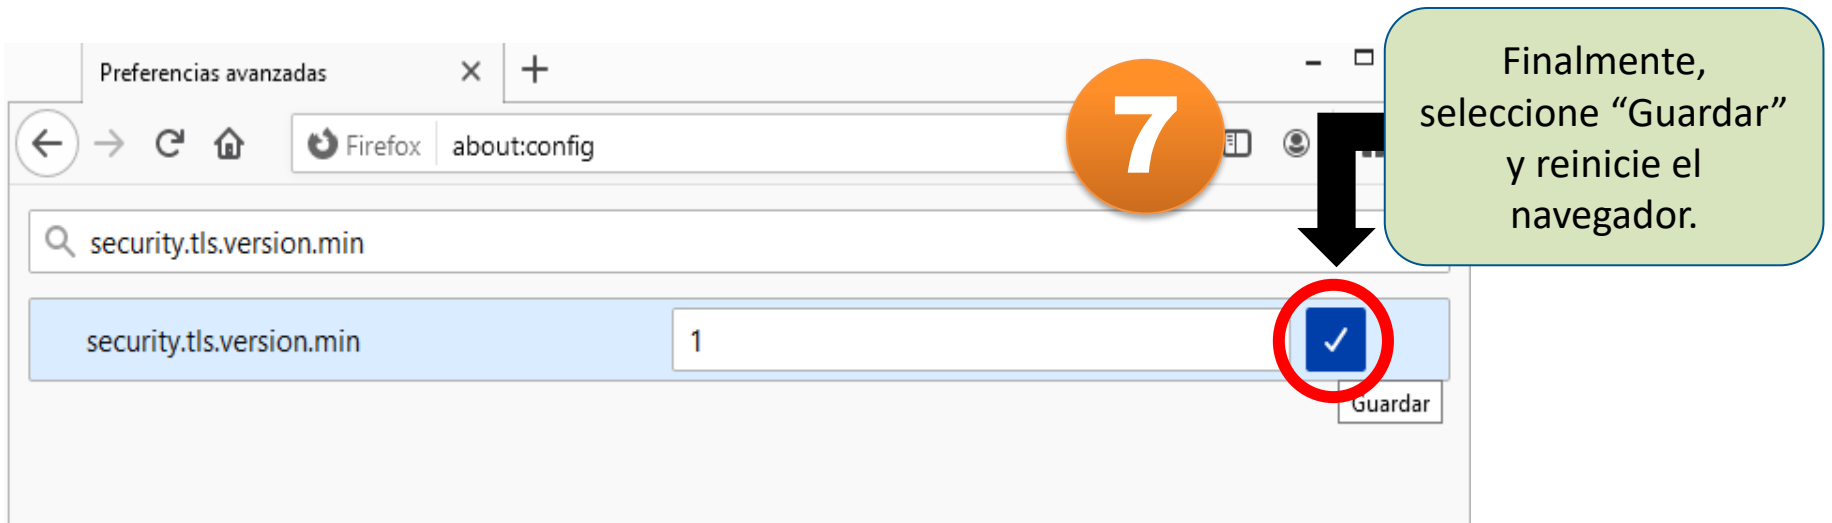 Preferencias avanzadas
Firefox about:config
7
Finalmente,
seleccione “Guardar”
y reinicie el
navegador.
security.tls.version.min
security.tls.version.min 1
Guardar